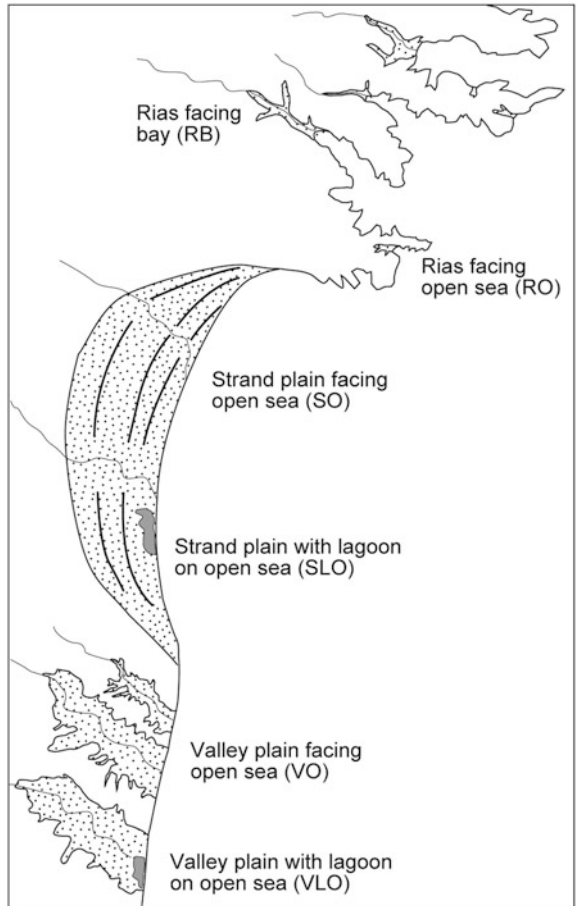 Rias facing
bay (RB)
Rias facing
open sea (RO)
Strand plain facing
open sea (SO)
Strand plain with lagoon
on open sea (SLO)
Valley plain facing
open sea (VO)
Valley plain with lagoon
on open sea (VLO)